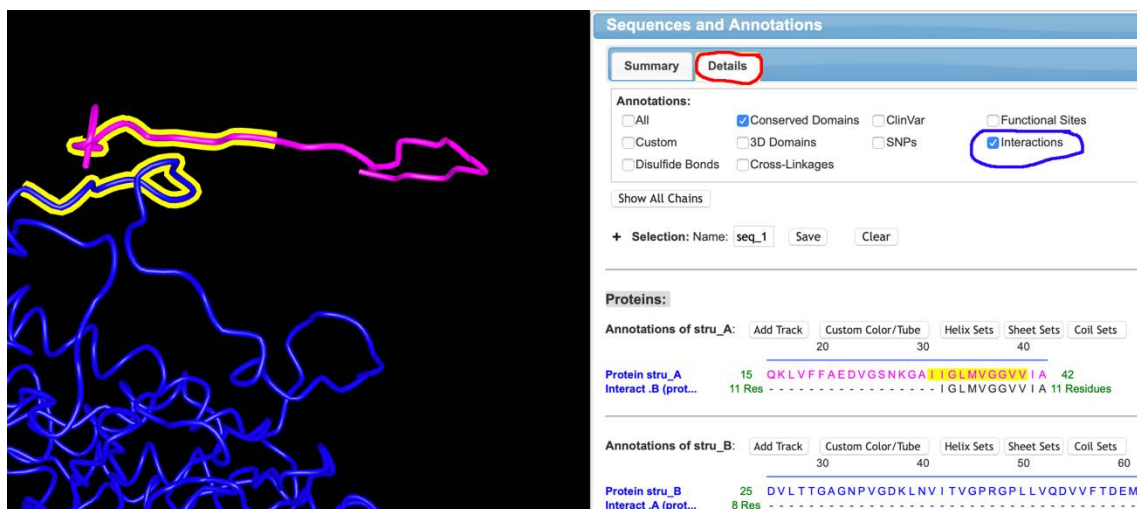 Sequences and Annotations
Summary Details
Annotations:
All Conserved Domains ClinVar Functional Sites
Custom 3D Domains SNPs Interactions
Disulfide Bonds Cross-Linkages
Show All Chains
+ Selection: Name: seq_1 Save Clear
Proteins:
Annotations of stru_A: Add Track Custom Color/Tube Helix Sets Sheet Sets Coil Sets
20 30 40
Protein stru_A 15 QKLVFFAEDVGSNKGAIIGLMVGGVVIA 42
Interact .B (prot... 11 Res -----------------IGLMVGGVVIA 11 Residues
Annotations of stru_B: Add Track Custom Color/Tube Helix Sets Sheet Sets Coil Sets
30 40 50 60
Protein stru_B 25 DVLTTGAGNPVGDKLNVITVGPRGPLLVQDVVFTDEM
Interact .A (prot... 8 Res -------------------------------------